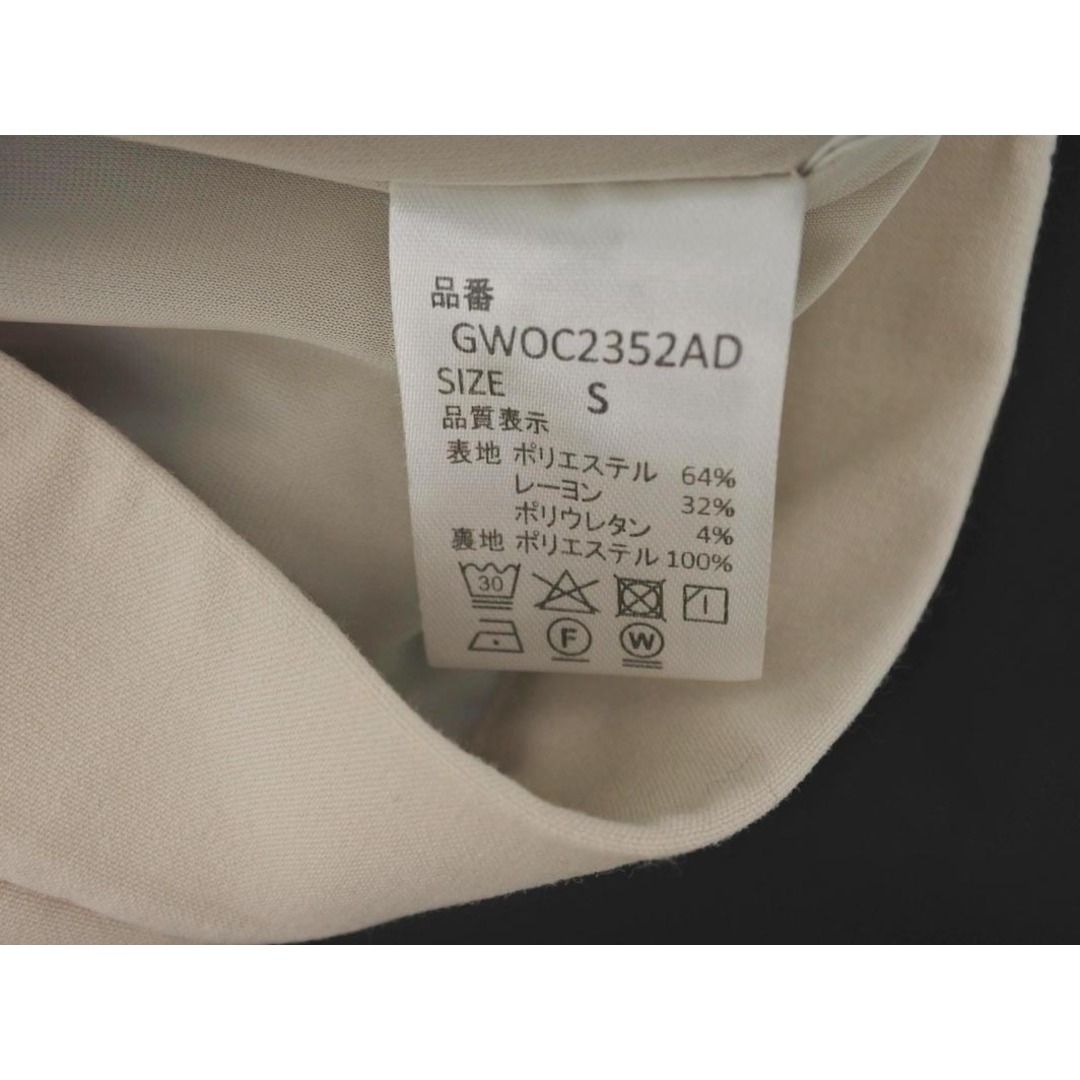 品番
GWOC2352AD
SIZE S
品質表示
表地 ポリエステル 64%
レーヨン 32%
ポリウレタン 4%
裏地 ポリエステル 100%
30
F W